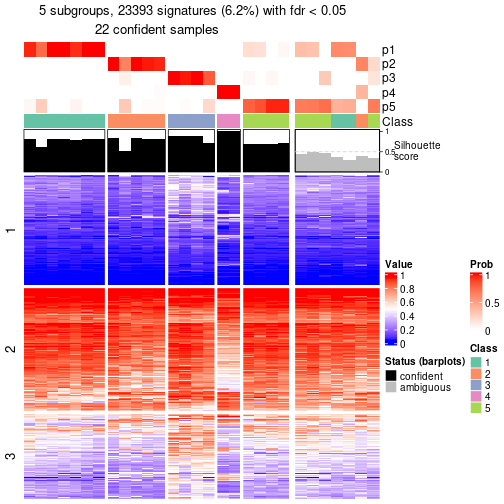 5 subgroups, 23393 signatures (6.2%) with fdr < 0.05
22 confident samples
p1
p2
p3
p4
p5
Class
1
0.5
0
Silhouette
score
1
2
3
Value
1
0.8
0.6
0.4
0.2
Status (barplots)
confident
ambiguous
Prob
1
0.5
0
Class
1
2
3
4
5